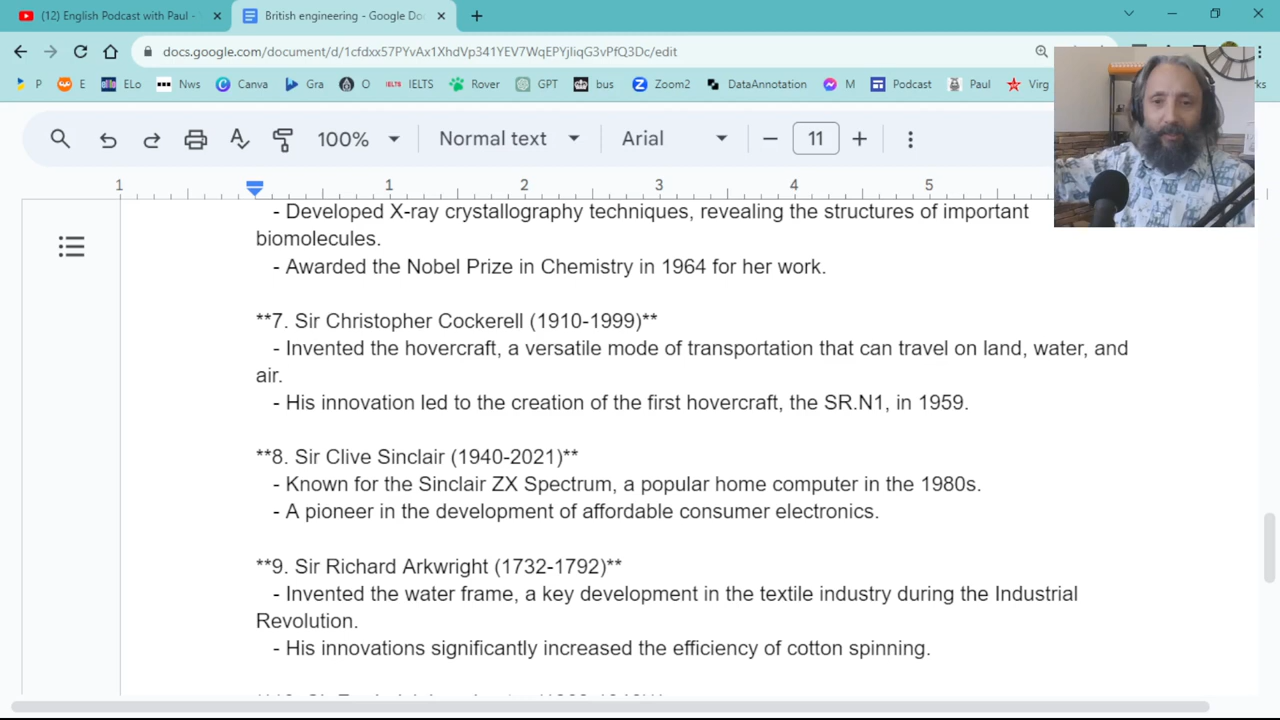 (12) English Podcast with Paul -
British engineering - Google Do
docs.google.com/document/d/1cfdxx57PYvAx1XhdVp341YEV7WqEPYjIiqG3vPfQ3Dc/edit
P E ELo Nws Canva Gra O IELTS IELTS Rover GPT bus Zoom2 DataAnnotation M Podcast Paul Virg rks
100% Normal text Arial 11
1 1 2 3 4 5
- Developed X-ray crystallography techniques, revealing the structures of important
biomolecules.
- Awarded the Nobel Prize in Chemistry in 1964 for her work.
**7. Sir Christopher Cockerell (1910-1999)**
- Invented the hovercraft, a versatile mode of transportation that can travel on land, water, and
air.
- His innovation led to the creation of the first hovercraft, the SR.N1, in 1959.
**8. Sir Clive Sinclair (1940-2021)**
- Known for the Sinclair ZX Spectrum, a popular home computer in the 1980s.
- A pioneer in the development of affordable consumer electronics.
**9. Sir Richard Arkwright (1732-1792)**
- Invented the water frame, a key development in the textile industry during the Industrial
Revolution.
- His innovations significantly increased the efficiency of cotton spinning.